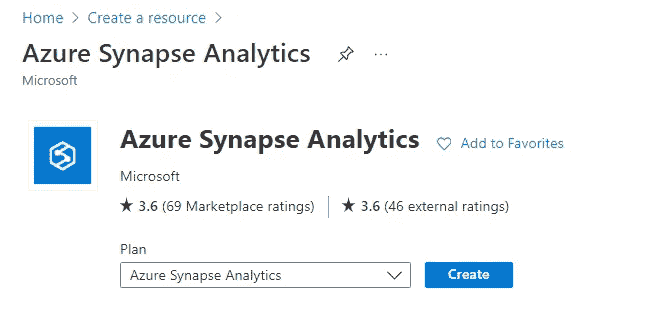 Home > Create a resource >
Azure Synapse Analytics ...
Microsoft
Azure Synapse Analytics Add to Favorites
Microsoft
★ 3.6 (69 Marketplace ratings) | ★ 3.6 (46 external ratings)
Plan
Azure Synapse Analytics Create